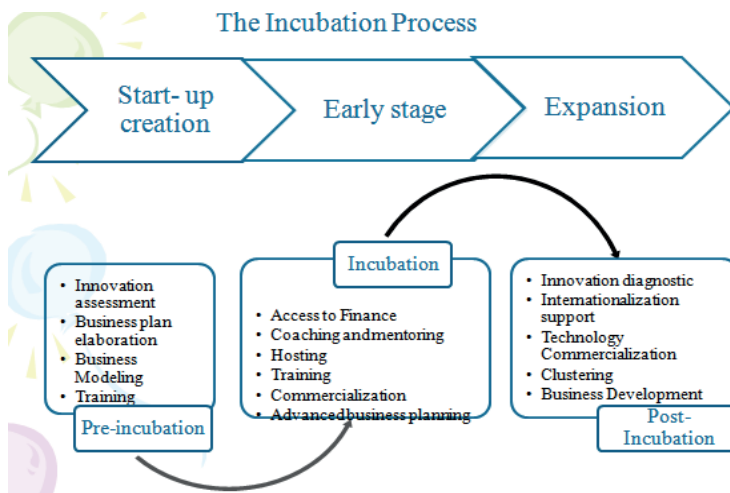 The Incubation Process
Start- up
creation
Early stage
Expansion
Incubation
• Innovation
assessment
• Business plan
elaboration
• Business
Modeling
• Training
Pre-incubation
• Access to Finance
• Coaching and mentoring
• Hosting
• Training
• Commercialization
• Advanced business planning
• Innovation diagnostic
• Internationalization
support
• Technology
Commercialization
• Clustering
• Business Development
Post-
Incubation